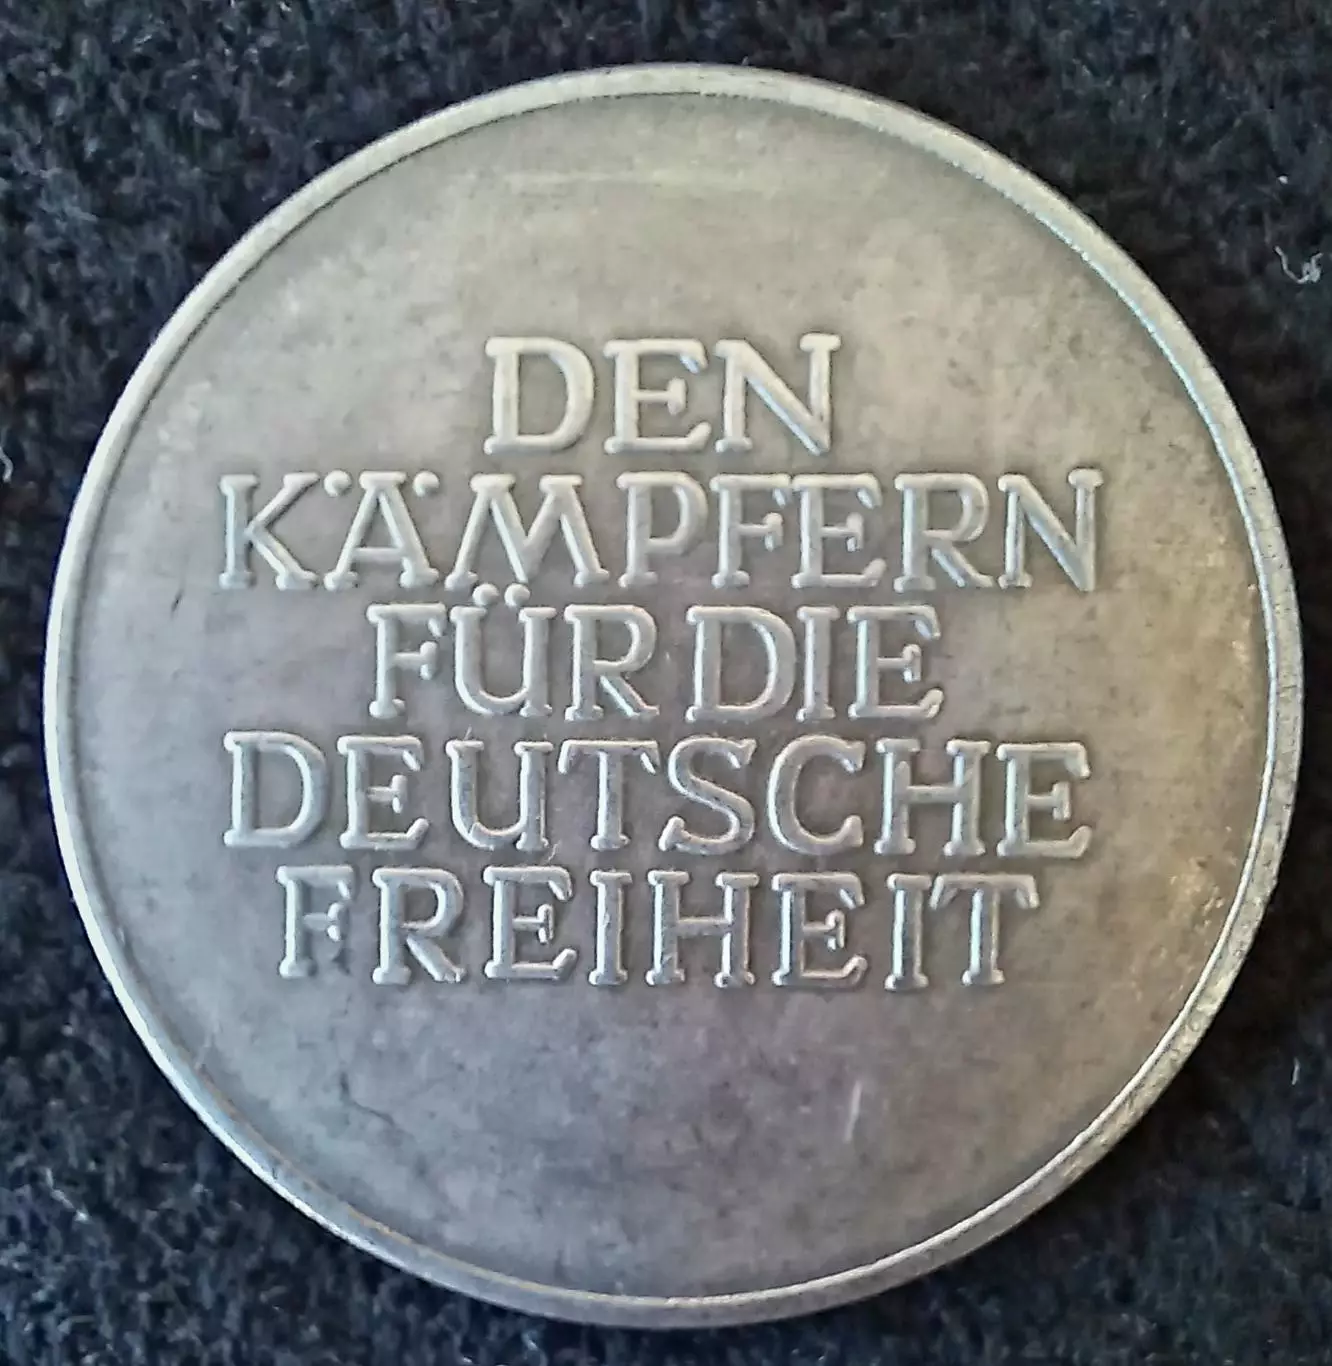 DEN
KÄMPFERN
FÜR DIE
DEUTSCHE
FREIHEIT